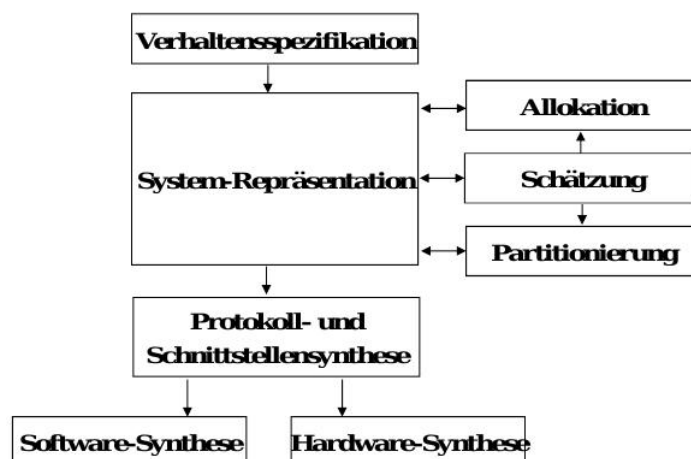 Verhaltensspezifikation
Allokation
System-Repräsentation
Schätzung
Partitionierung
Protokoll- und
Schnittstellensynthese
Software-Synthese
Hardware-Synthese